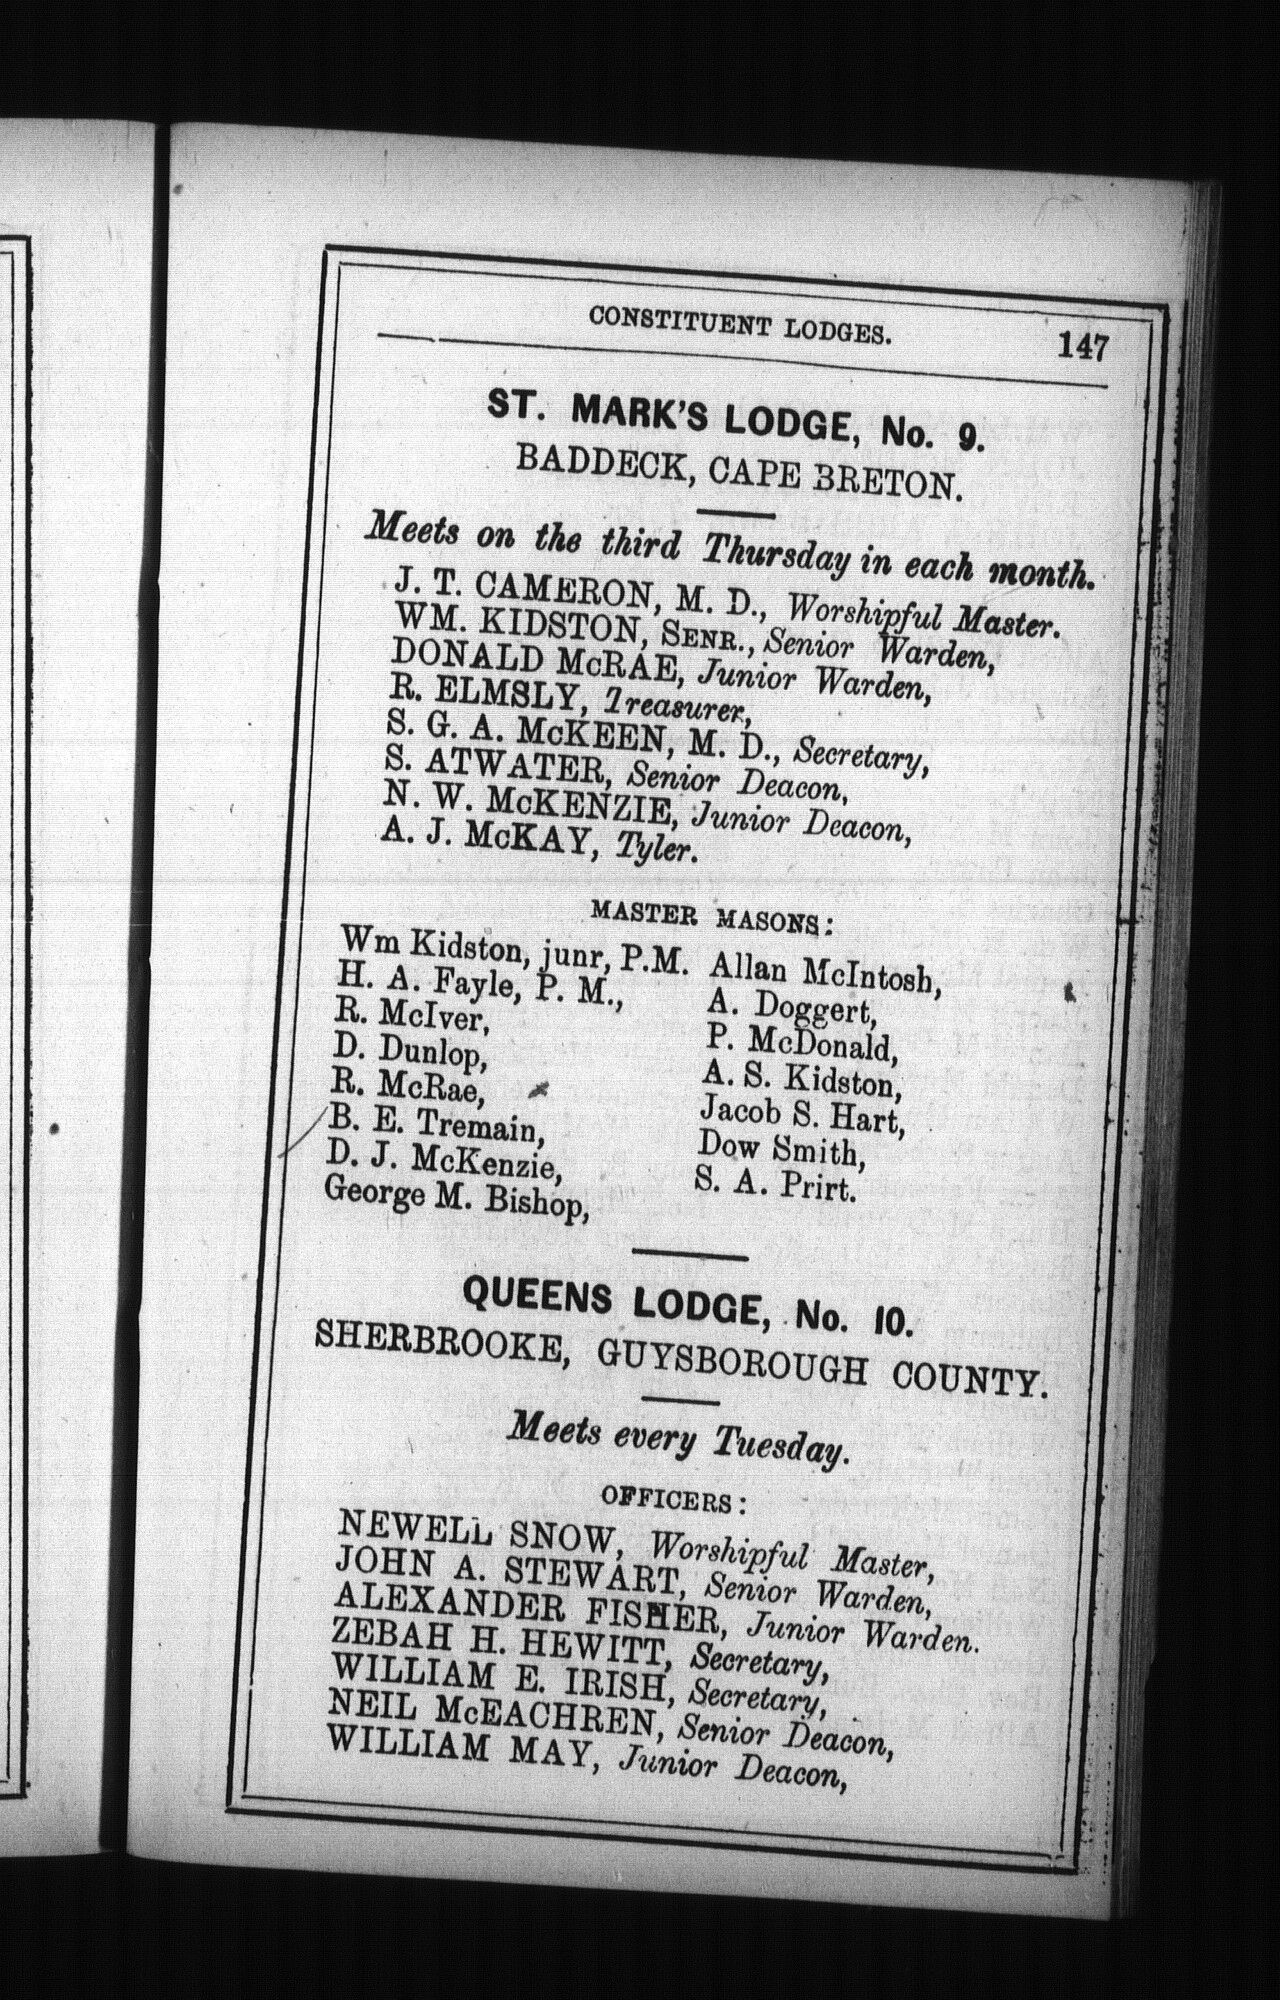 CONSTITUENT LODGES. 147
ST. MARK'S LODGE, No. 9.
BADDECK, CAPE BRETON.
Meets on the third Thursday in each month.
J. T. CAMERON, M. D., Worshipful Master.
WM. KIDSTON, SENR., Senior Warden,
DONALD McRAE, Junior Warden,
R. ELMSLY, Treasurer,
S. G. A. McKEEN, M. D., Secretary,
S. ATWATER, Senior Deacon,
N. W. McKENZIE, Junior Deacon,
A. J. McKAY, Tyler.
MASTER MASONS:
Wm Kidston, junr, P.M.
H. A. Fayle, P. M.,
R. McIver,
D. Dunlop,
R. McRae,
B. E. Tremain,
D. J. McKenzie,
George M. Bishop,
Allan McIntosh,
A. Doggert,
P. McDonald,
A. S. Kidston,
Jacob S. Hart,
Dow Smith,
S. A. Prirt.
QUEENS LODGE, No. 10.
SHERBROOKE, GUYSBOROUGH COUNTY.
Meets every Tuesday.
OFFICERS:
NEWELL SNOW, Worshipful Master,
JOHN A. STEWART, Senior Warden,
ALEXANDER FISHER, Junior Warden.
ZEBAH H. HEWITT, Secretary,
WILLIAM E. IRISH, Secretary,
NEIL McEACHREN, Senior Deacon,
WILLIAM MAY, Junior Deacon,